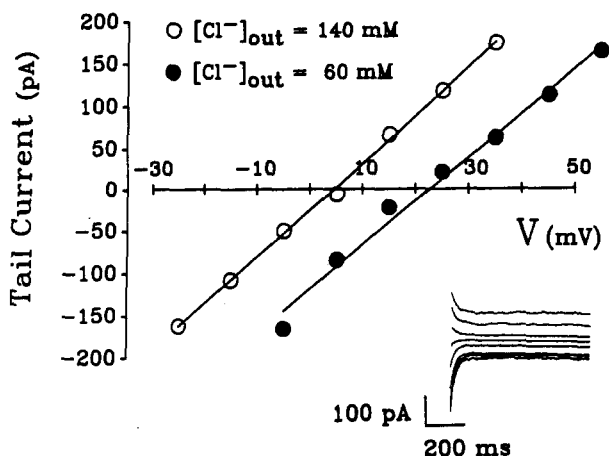 200
150
100
50
0
−50
−100
−150
−200
Tail Current (pA)
○ [Cl⁻]out = 140 mM
● [Cl⁻]out = 60 mM
−30 −10 10 30 50
V (mV)
100 pA
200 ms